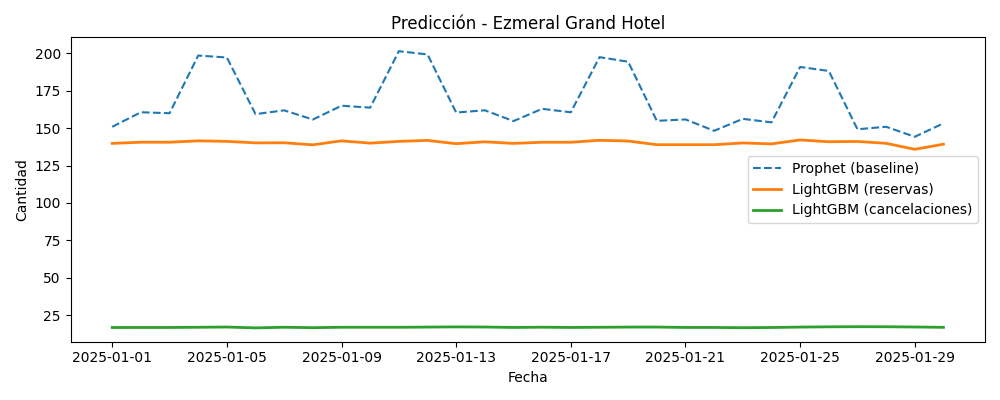 Predicción - Ezmeral Grand Hotel
200
175
150
125
100
75
50
25
Cantidad
Prophet (baseline)
LightGBM (reservas)
LightGBM (cancelaciones)
2025-01-01 2025-01-05 2025-01-09 2025-01-13 2025-01-17 2025-01-21 2025-01-25 2025-01-29
Fecha